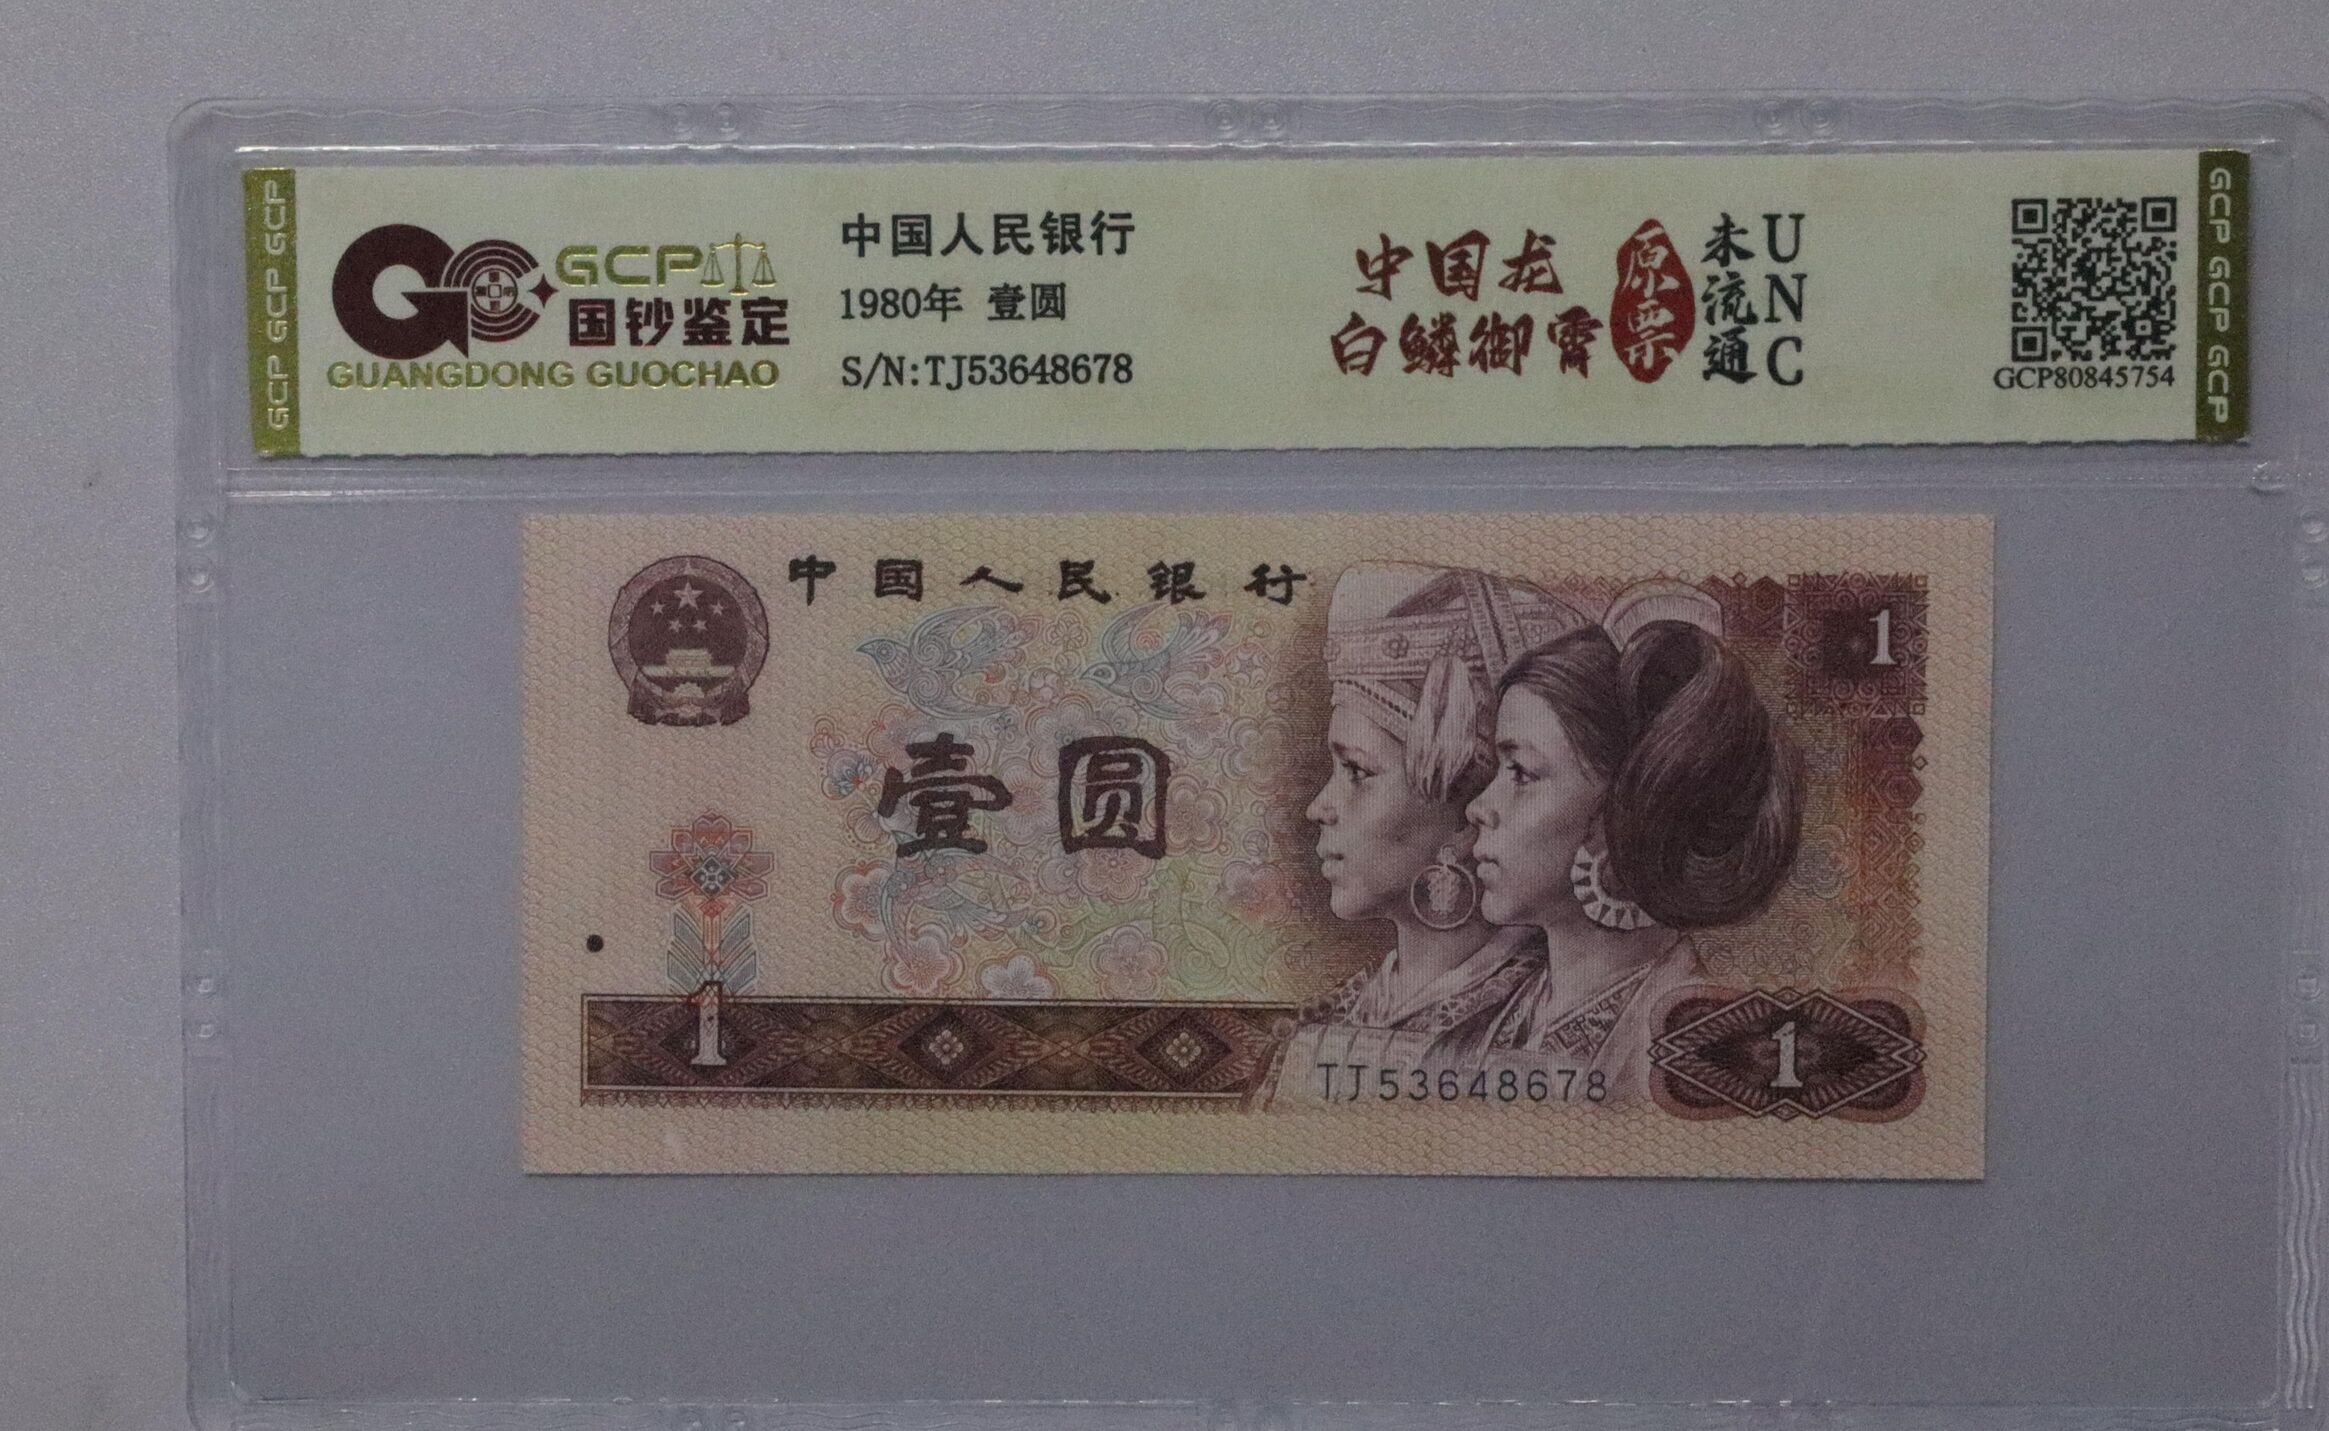 GCP GCP GCP
GCP
国钞鉴定
GUANGDONG GUOCHAO
中国人民银行
1980年 壹圆
S/N:TJ53648678
中国龙
白鳞御霄
原票
未流通
UNC
GCP80845754
GCP GCP GCP
中国人民银行
1
壹圆
1
1
TJ53648678